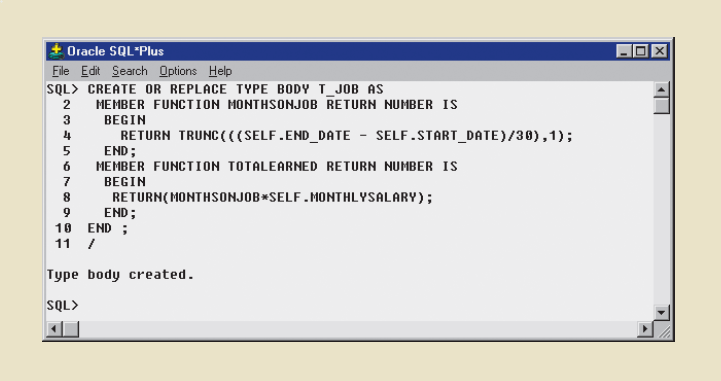 Oracle SQL*Plus
File Edit Search Options Help
SQL> CREATE OR REPLACE TYPE BODY T_JOB AS
2 MEMBER FUNCTION MONTHSONJOB RETURN NUMBER IS
3 BEGIN
4 RETURN TRUNC(((SELF.END_DATE - SELF.START_DATE)/30),1);
5 END;
6 MEMBER FUNCTION TOTALEARNED RETURN NUMBER IS
7 BEGIN
8 RETURN(MONTHSONJOB*SELF.MONTHLYSALARY);
9 END;
10 END ;
11 /
Type body created.
SQL>